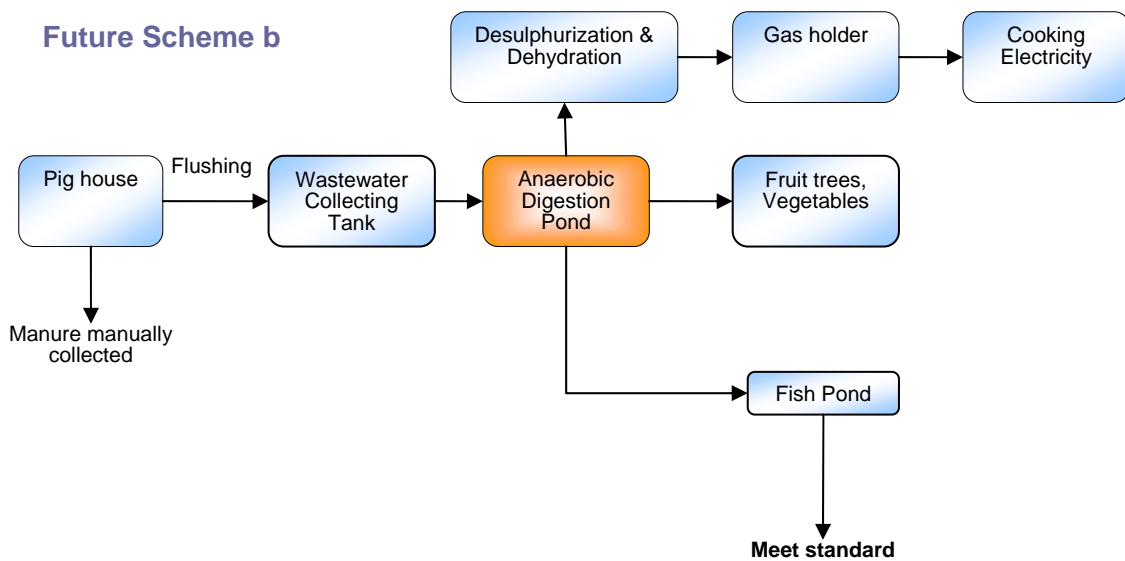 Future Scheme b
Desulphurization &
Dehydration
Gas holder
Cooking
Electricity
Pig house
Flushing
Wastewater
Collecting
Tank
Anaerobic
Digestion
Pond
Fruit trees,
Vegetables
Manure manually
collected
Fish Pond
Meet standard